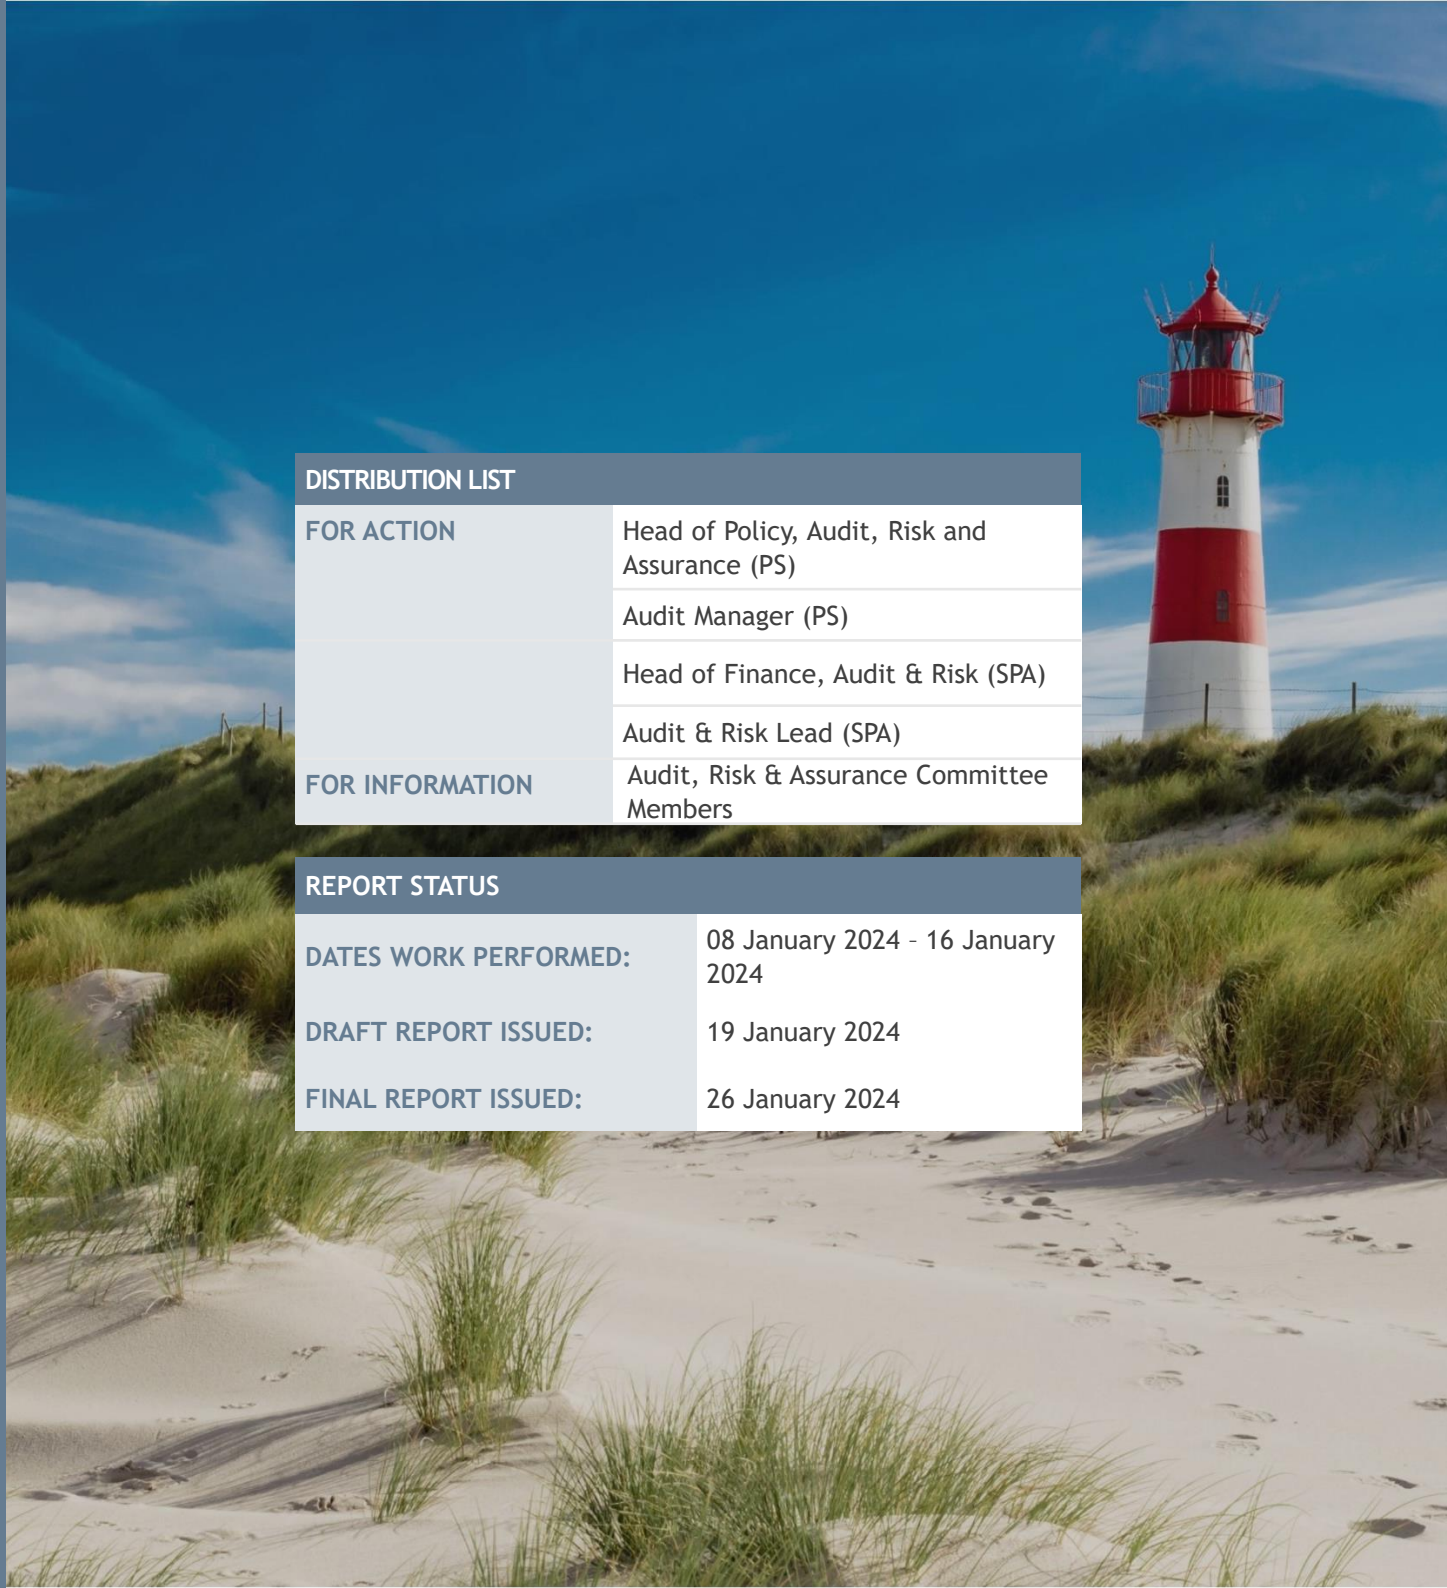 DISTRIBUTION LIST
FOR ACTION
Head of Policy, Audit, Risk and
Assurance (PS)
Audit Manager (PS)
Head of Finance, Audit & Risk (SPA)
Audit & Risk Lead (SPA)
FOR INFORMATION
Audit, Risk & Assurance Committee
Members
REPORT STATUS
DATES WORK PERFORMED:
08 January 2024 – 16 January
2024
DRAFT REPORT ISSUED:
19 January 2024
FINAL REPORT ISSUED:
26 January 2024